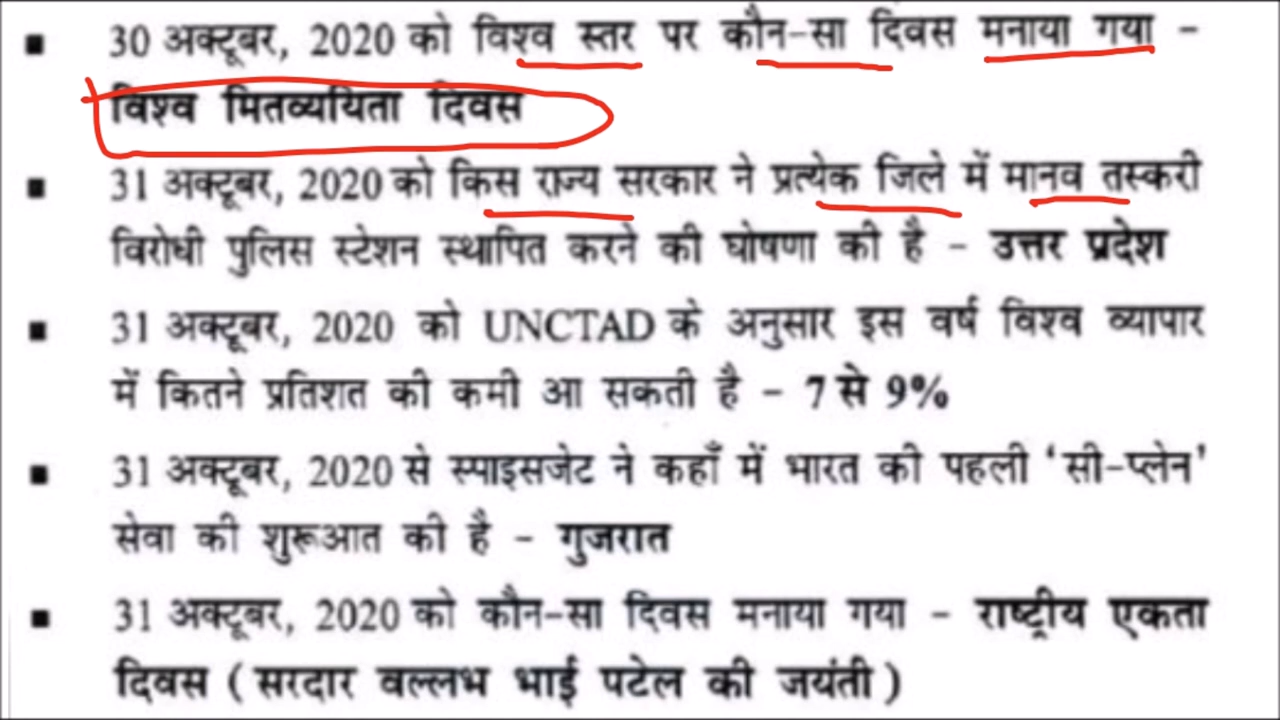 ▪ 30 अक्टूबर, 2020 को विश्व स्तर पर कौन-सा दिवस मनाया गया -
विश्व मितव्ययिता दिवस
▪ 31 अक्टूबर, 2020 को किस राज्य सरकार ने प्रत्येक जिले में मानव तस्करी
विरोधी पुलिस स्टेशन स्थापित करने की घोषणा की है - उत्तर प्रदेश
▪ 31 अक्टूबर, 2020 को UNCTAD के अनुसार इस वर्ष विश्व व्यापार
में कितने प्रतिशत की कमी आ सकती है - 7 से 9%
▪ 31 अक्टूबर, 2020 से स्पाइसजेट ने कहाँ में भारत की पहली ‘सी-प्लेन’
सेवा की शुरूआत की है - गुजरात
▪ 31 अक्टूबर, 2020 को कौन-सा दिवस मनाया गया - राष्ट्रीय एकता
दिवस (सरदार वल्लभ भाई पटेल की जयंती)